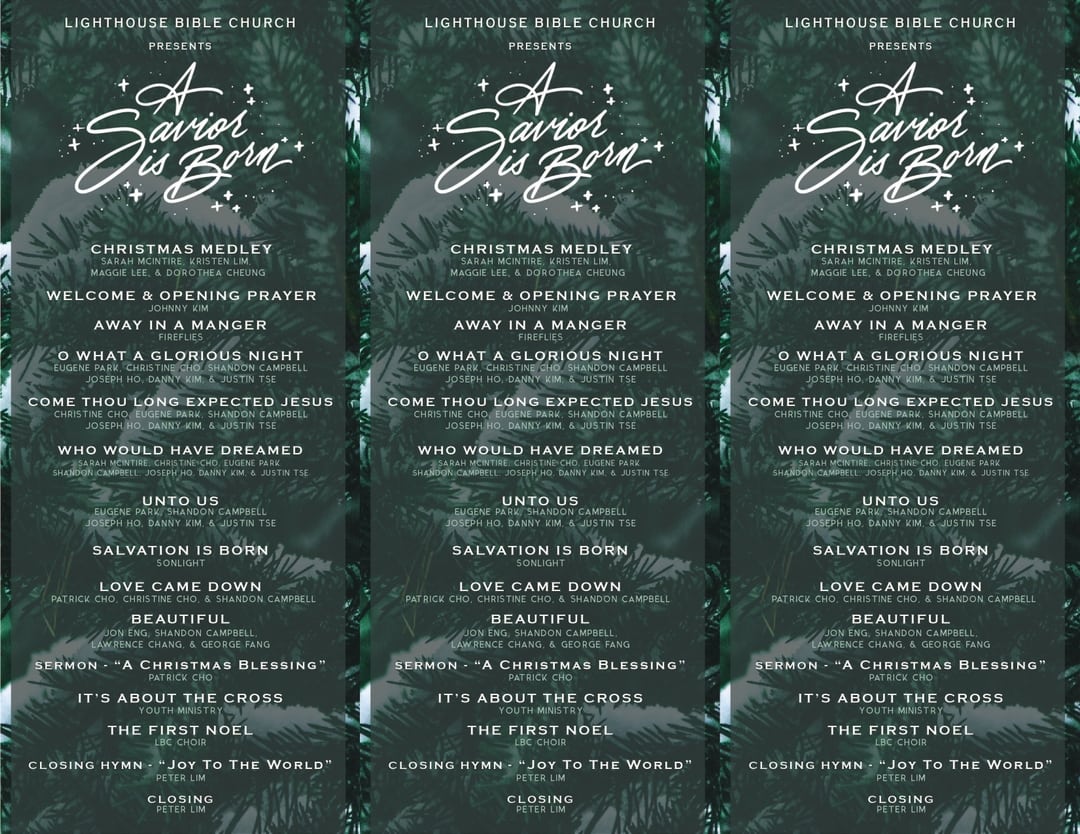 LIGHTHOUSE BIBLE CHURCH
PRESENTS
A
Savior
is Born
CHRISTMAS MEDLEY
SARAH MCINTIRE, KRISTEN LIM,
MAGGIE LEE, & DOROTHEA CHEUNG
WELCOME & OPENING PRAYER
JOHNNY KIM
AWAY IN A MANGER
FIREFLIES
O WHAT A GLORIOUS NIGHT
EUGENE PARK, CHRISTINE CHO, SHANDON CAMPBELL
JOSEPH HO, DANNY KIM, & JUSTIN TSE
COME THOU LONG EXPECTED JESUS
CHRISTINE CHO, EUGENE PARK, SHANDON CAMPBELL
JOSEPH HO, DANNY KIM, & JUSTIN TSE
WHO WOULD HAVE DREAMED
SARAH MCINTIRE, CHRISTINE CHO, EUGENE PARK
SHANDON CAMPBELL, JOSEPH HO, DANNY KIM, & JUSTIN TSE
UNTO US
EUGENE PARK, SHANDON CAMPBELL
JOSEPH HO, DANNY KIM, & JUSTIN TSE
SALVATION IS BORN
SONLIGHT
LOVE CAME DOWN
PATRICK CHO, CHRISTINE CHO, & SHANDON CAMPBELL
BEAUTIFUL
JON ENG, SHANDON CAMPBELL,
LAWRENCE CHANG, & GEORGE FANG
SERMON - “A CHRISTMAS BLESSING”
PATRICK CHO
IT'S ABOUT THE CROSS
YOUTH MINISTRY
THE FIRST NOEL
LBC CHOIR
CLOSING HYMN - “JOY TO THE WORLD”
PETER LIM
CLOSING
PETER LIM
LIGHTHOUSE BIBLE CHURCH
PRESENTS
A
Savior
is Born
CHRISTMAS MEDLEY
SARAH MCINTIRE, KRISTEN LIM,
MAGGIE LEE, & DOROTHEA CHEUNG
WELCOME & OPENING PRAYER
JOHNNY KIM
AWAY IN A MANGER
FIREFLIES
O WHAT A GLORIOUS NIGHT
EUGENE PARK, CHRISTINE CHO, SHANDON CAMPBELL
JOSEPH HO, DANNY KIM, & JUSTIN TSE
COME THOU LONG EXPECTED JESUS
CHRISTINE CHO, EUGENE PARK, SHANDON CAMPBELL
JOSEPH HO, DANNY KIM, & JUSTIN TSE
WHO WOULD HAVE DREAMED
SARAH MCINTIRE, CHRISTINE CHO, EUGENE PARK
SHANDON CAMPBELL, JOSEPH HO, DANNY KIM, & JUSTIN TSE
UNTO US
EUGENE PARK, SHANDON CAMPBELL
JOSEPH HO, DANNY KIM, & JUSTIN TSE
SALVATION IS BORN
SONLIGHT
LOVE CAME DOWN
PATRICK CHO, CHRISTINE CHO, & SHANDON CAMPBELL
BEAUTIFUL
JON ENG, SHANDON CAMPBELL,
LAWRENCE CHANG, & GEORGE FANG
SERMON - “A CHRISTMAS BLESSING”
PATRICK CHO
IT'S ABOUT THE CROSS
YOUTH MINISTRY
THE FIRST NOEL
LBC CHOIR
CLOSING HYMN - “JOY TO THE WORLD”
PETER LIM
CLOSING
PETER LIM
LIGHTHOUSE BIBLE CHURCH
PRESENTS
A
Savior
is Born
CHRISTMAS MEDLEY
SARAH MCINTIRE, KRISTEN LIM,
MAGGIE LEE, & DOROTHEA CHEUNG
WELCOME & OPENING PRAYER
JOHNNY KIM
AWAY IN A MANGER
FIREFLIES
O WHAT A GLORIOUS NIGHT
EUGENE PARK, CHRISTINE CHO, SHANDON CAMPBELL
JOSEPH HO, DANNY KIM, & JUSTIN TSE
COME THOU LONG EXPECTED JESUS
CHRISTINE CHO, EUGENE PARK, SHANDON CAMPBELL
JOSEPH HO, DANNY KIM, & JUSTIN TSE
WHO WOULD HAVE DREAMED
SARAH MCINTIRE, CHRISTINE CHO, EUGENE PARK
SHANDON CAMPBELL, JOSEPH HO, DANNY KIM, & JUSTIN TSE
UNTO US
EUGENE PARK, SHANDON CAMPBELL
JOSEPH HO, DANNY KIM, & JUSTIN TSE
SALVATION IS BORN
SONLIGHT
LOVE CAME DOWN
PATRICK CHO, CHRISTINE CHO, & SHANDON CAMPBELL
BEAUTIFUL
JON ENG, SHANDON CAMPBELL,
LAWRENCE CHANG, & GEORGE FANG
SERMON - “A CHRISTMAS BLESSING”
PATRICK CHO
IT'S ABOUT THE CROSS
YOUTH MINISTRY
THE FIRST NOEL
LBC CHOIR
CLOSING HYMN - “JOY TO THE WORLD”
PETER LIM
CLOSING
PETER LIM